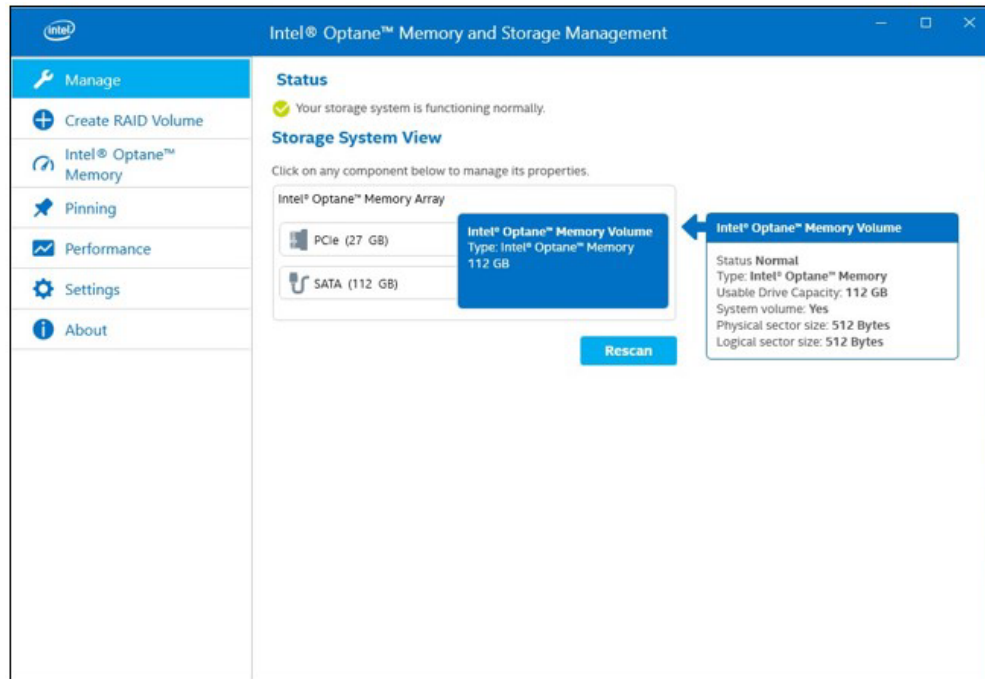 intel
Intel® Optane™ Memory and Storage Management
Manage
Create RAID Volume
Intel® Optane™
Memory
Pinning
Performance
Settings
About
Status
Your storage system is functioning normally.
Storage System View
Click on any component below to manage its properties.
Intel® Optane™ Memory Array
PCIe (27 GB)
SATA (112 GB)
Intel® Optane™ Memory Volume
Type: Intel® Optane™ Memory
112 GB
Rescan
Intel® Optane™ Memory Volume
Status Normal
Type: Intel® Optane™ Memory
Usable Drive Capacity: 112 GB
System volume: Yes
Physical sector size: 512 Bytes
Logical sector size: 512 Bytes